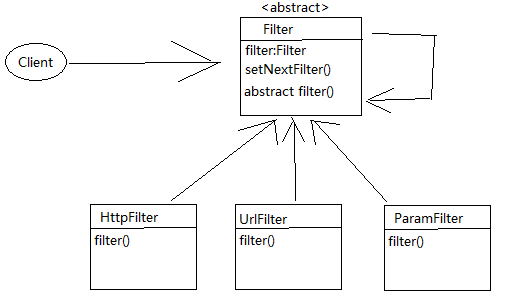 <abstract>
Filter
Client
filter:Filter
setNextFilter()
abstract filter()
HttpFilter
filter()
UrlFilter
filter()
ParamFilter
filter()